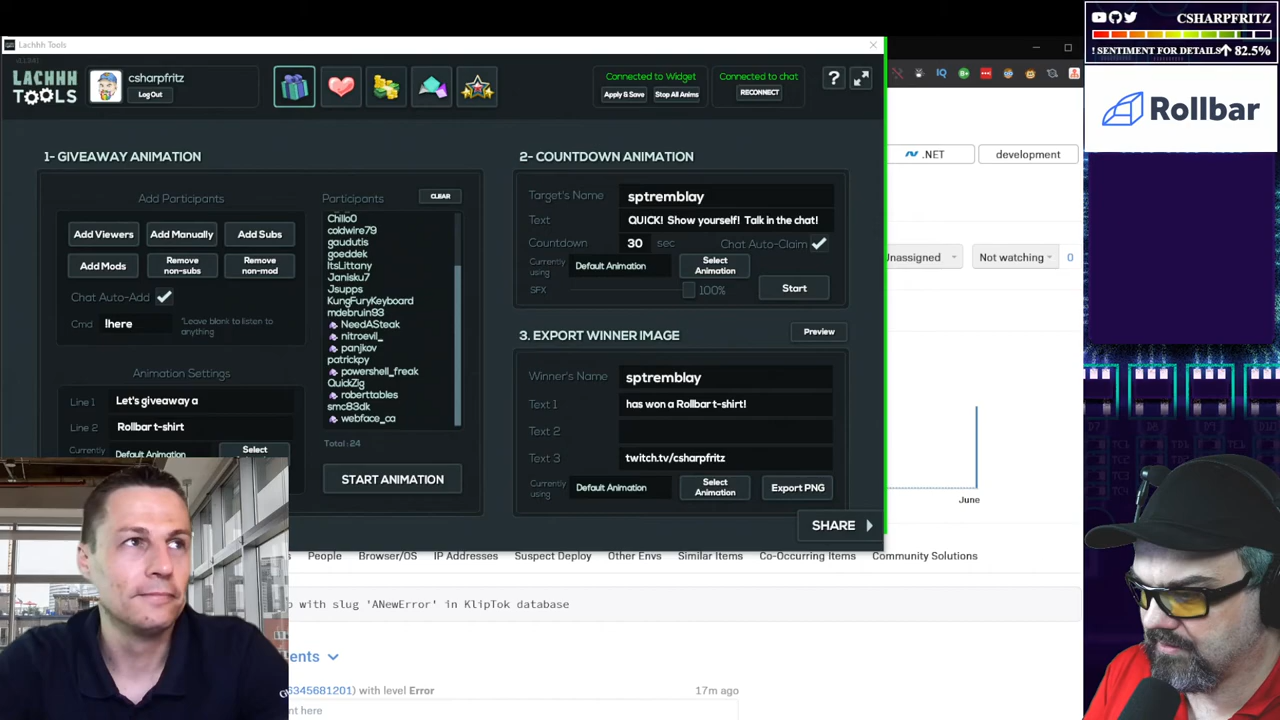 Lachhh Tools
CSHARPFRITZ
! SENTIMENT FOR DETAILS 82.5%
Rollbar
LACHHH
TOOLS
csharpfritz
Log Out
Connected to Widget
Apply & Save
Stop All Anims
Connected to chat
RECONNECT
?
IQ
.NET
development
1- GIVEAWAY ANIMATION
Add Participants
Add Viewers
Add Manually
Add Subs
Add Mods
Remove
non-subs
Remove
non-mod
Chat Auto-Add
Cmd
!here
*Leave blank to listen to
anything
Animation Settings
Line 1
Let's giveaway a
Line 2
Rollbar t-shirt
Currently
Default Animation
Select
Participants
CLEAR
Chillo0
coldwire79
gaudutis
goeddek
ItsLittany
Janisku7
Jsupps
KungFuryKeyboard
mdebruin93
NeedASteak
nitroevil_
panjkov
patrickpy
powershell_freak
QuickZig
roberttables
smc83dk
webface_ca
Total: 24
START ANIMATION
2- COUNTDOWN ANIMATION
Target's Name
sptremblay
Text
QUICK! Show yourself! Talk in the chat!
Countdown
30
sec
Chat Auto-Claim
Currently
using
Default Animation
Select
Animation
SFX
100%
Start
3. EXPORT WINNER IMAGE
Preview
Winner's Name
sptremblay
Text 1
has won a Rollbar t-shirt!
Text 2
Text 3
twitch.tv/csharpfritz
Currently
using
Default Animation
Select
Animation
Export PNG
SHARE
Unassigned
Not watching
0
June
People
Browser/OS
IP Addresses
Suspect Deploy
Other Envs
Similar Items
Co-Occurring Items
Community Solutions
with slug 'ANewError' in KlipTok database
ents
6345681201) with level Error
17m ago
nt here